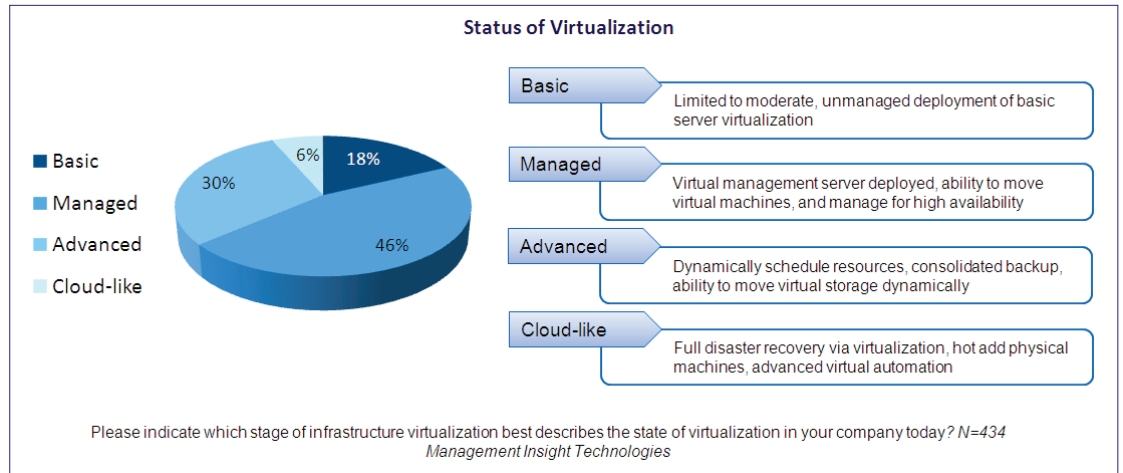 Status of Virtualization
Basic
Managed
Advanced
Cloud-like
6%
18%
30%
46%
Basic
Limited to moderate, unmanaged deployment of basic
server virtualization
Managed
Virtual management server deployed, ability to move
virtual machines, and manage for high availability
Advanced
Dynamically schedule resources, consolidated backup,
ability to move virtual storage dynamically
Cloud-like
Full disaster recovery via virtualization, hot add physical
machines, advanced virtual automation
Please indicate which stage of infrastructure virtualization best describes the state of virtualization in your company today? N=434
Management Insight Technologies